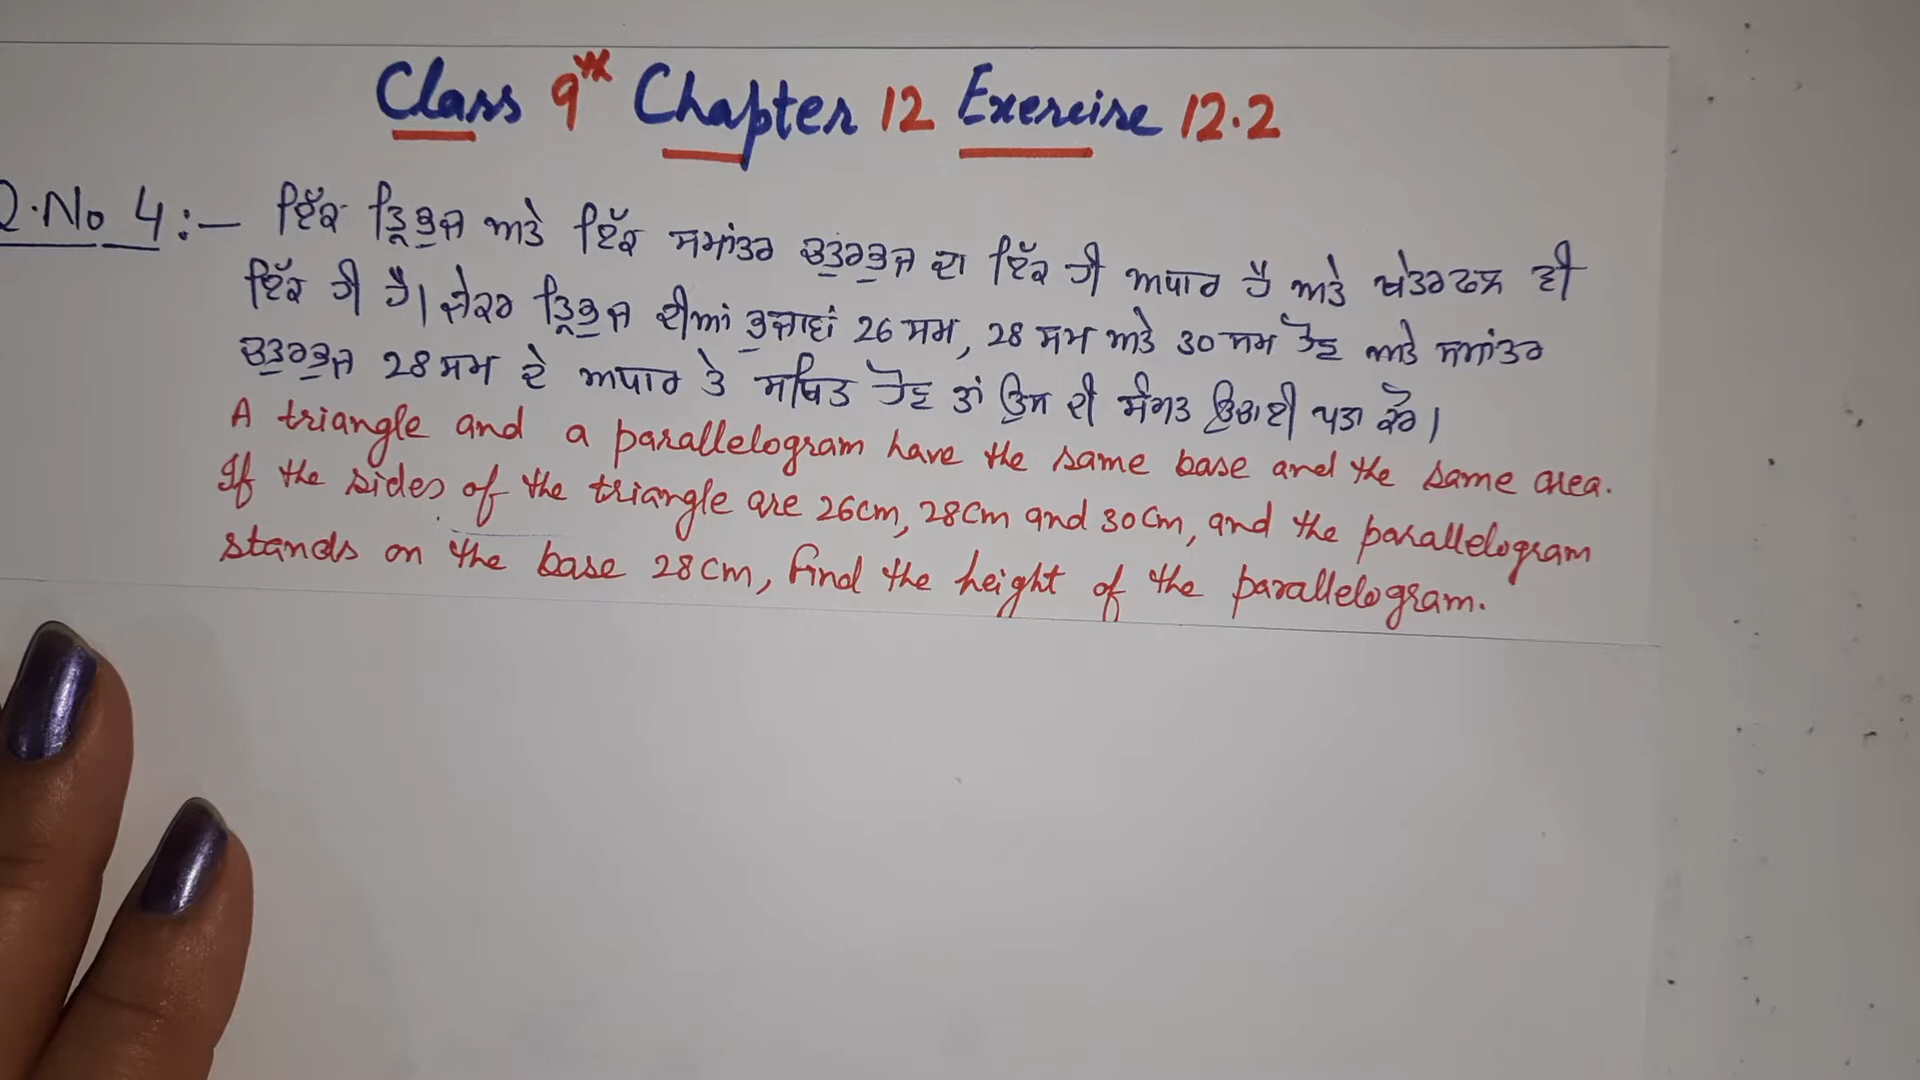 Class 9th Chapter 12 Exercise 12.2
Q.No 4:- ਇੱਕ ਤ੍ਰਿਭੁਜ ਅਤੇ ਇੱਕ ਸਮਾਂਤਰ ਚਤੁਰਭੁਜ ਦਾ ਇੱਕ ਹੀ ਅਧਾਰ ਹੈ ਅਤੇ ਖੇਤਰਫਲ ਵੀ
ਇੱਕ ਹੀ ਹੈ। ਜੇਕਰ ਤ੍ਰਿਭੁਜ ਦੀਆਂ ਭੁਜਾਵਾਂ 26 ਸਮ, 28 ਸਮ ਅਤੇ 30 ਸਮ ਹੋਣ ਅਤੇ ਸਮਾਂਤਰ
ਚਤੁਰਭੁਜ 28 ਸਮ ਦੇ ਅਧਾਰ ਤੇ ਸਥਿਤ ਹੋਣ ਤਾਂ ਉਸ ਦੀ ਸੰਗਤ ਉਚਾਈ ਪਤਾ ਕਰੋ।
A triangle and a parallelogram have the same base and the same area.
If the sides of the triangle are 26cm, 28cm and 30cm, and the parallelogram
stands on the base 28cm, find the height of the parallelogram.